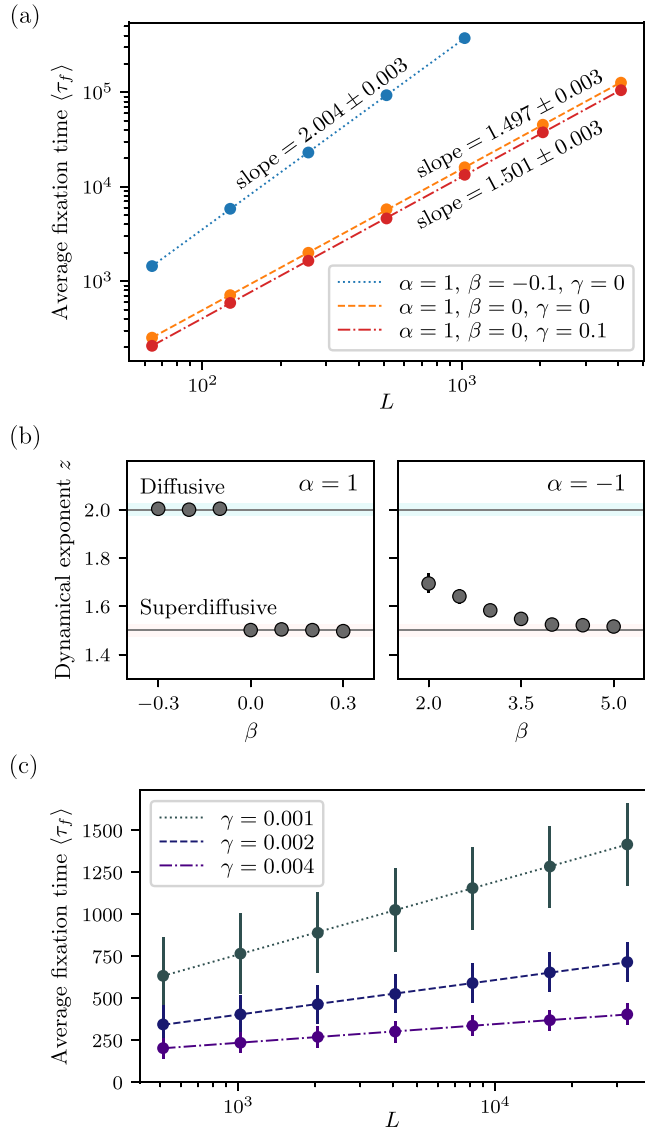 (a)
Average fixation time ⟨τ_f⟩
10^5
10^4
10^3
slope = 2.004 ± 0.003
slope = 1.497 ± 0.003
slope = 1.501 ± 0.003
α = 1, β = −0.1, γ = 0
α = 1, β = 0, γ = 0
α = 1, β = 0, γ = 0.1
10^2
10^3
L
(b)
Dynamical exponent z
2.0
1.8
1.6
1.4
Diffusive
α = 1
Superdiffusive
−0.3
0.0
0.3
β
α = −1
2.0
3.5
5.0
β
(c)
Average fixation time ⟨τ_f⟩
1500
1250
1000
750
500
250
0
γ = 0.001
γ = 0.002
γ = 0.004
10^3
10^4
L